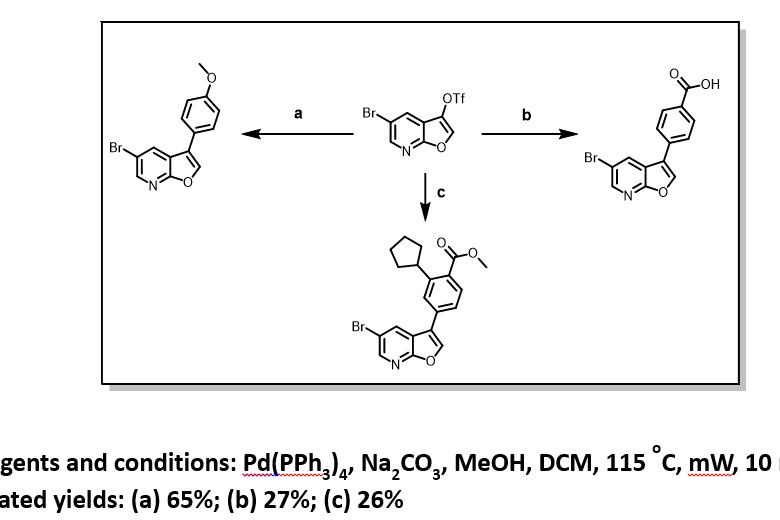 O
O
OH
OTf
a
Br
b
Br
O
N
Br
O
N
O
N
c
O
O
Br
O
N
gents and conditions: Pd(PPh3)4, Na2CO3, MeOH, DCM, 115 °C, mW, 10
ated yields: (a) 65%; (b) 27%; (c) 26%